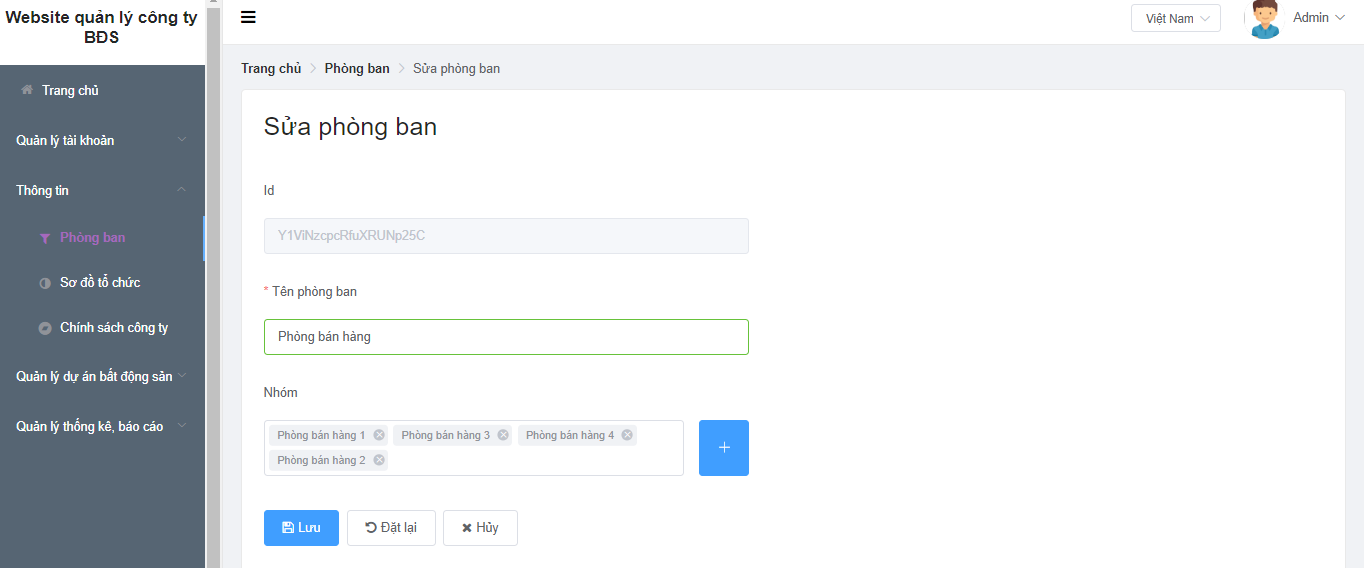 Website quản lý công ty
BĐS
Trang chủ
Quản lý tài khoản
Thông tin
Phòng ban
Sơ đồ tổ chức
Chính sách công ty
Quản lý dự án bất động sản
Quản lý thống kê, báo cáo
Việt Nam
Admin
Trang chủ > Phòng ban > Sửa phòng ban
Sửa phòng ban
Id
Y1ViNzcpcRfuXRUNp25C
* Tên phòng ban
Phòng bán hàng
Nhóm
Phòng bán hàng 1 Phòng bán hàng 3 Phòng bán hàng 4
Phòng bán hàng 2
Lưu Đặt lại Hủy